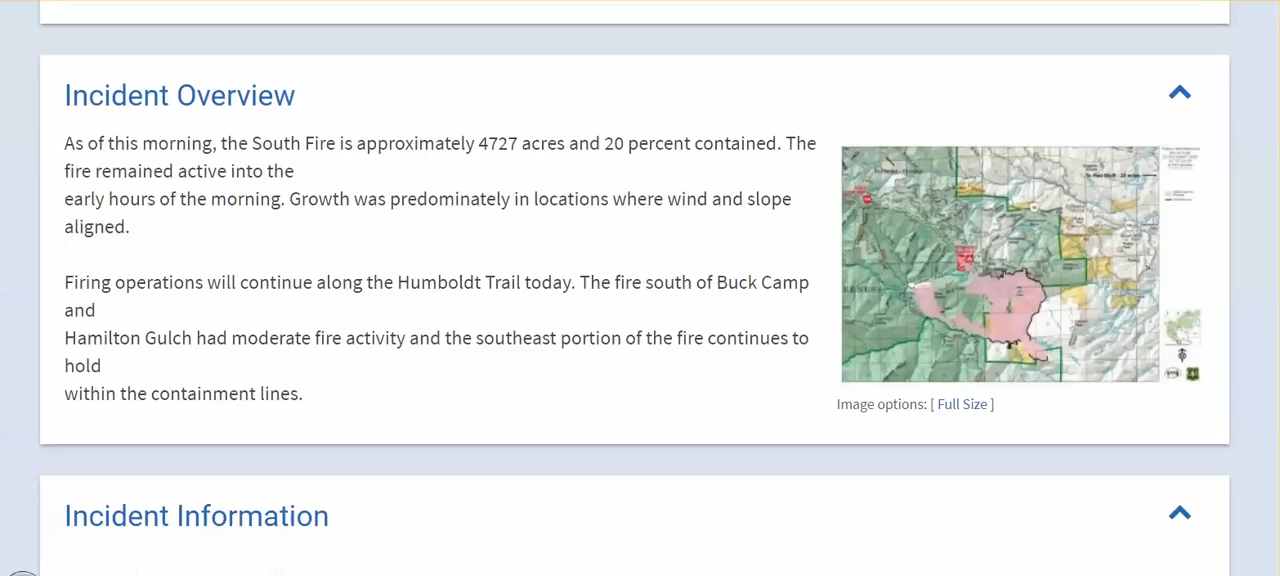 Incident Overview
As of this morning, the South Fire is approximately 4727 acres and 20 percent contained. The
fire remained active into the
early hours of the morning. Growth was predominately in locations where wind and slope
aligned.
Firing operations will continue along the Humboldt Trail today. The fire south of Buck Camp
and
Hamilton Gulch had moderate fire activity and the southeast portion of the fire continues to
hold
within the containment lines.
Image options: [ Full Size ]
Incident Information